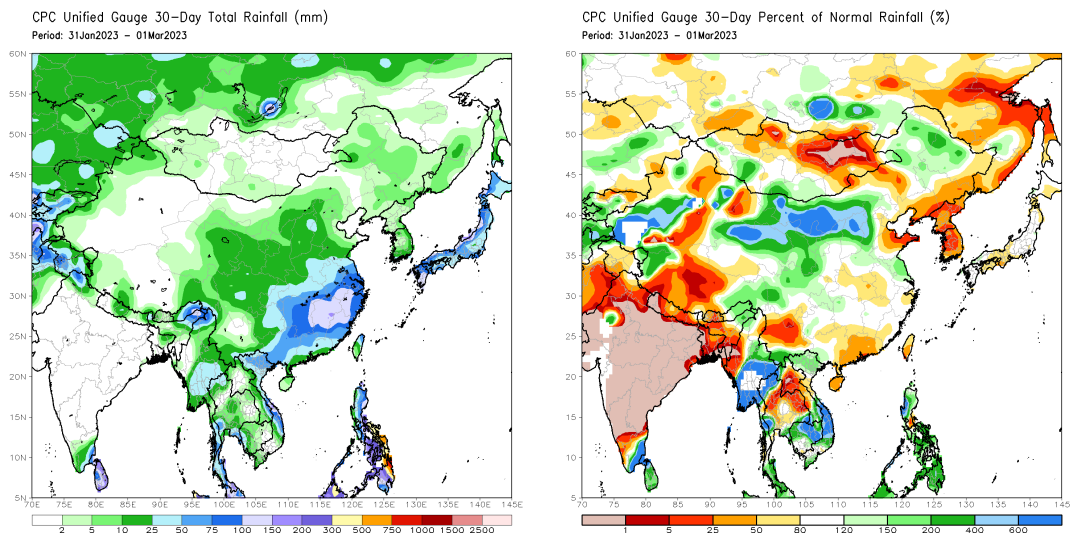 CPC Unified Gauge 30-Day Total Rainfall (mm)
Period: 31Jan2023 - 01Mar2023
60N
55N
50N
45N
40N
35N
30N
25N
20N
15N
10N
5N
70E 75E 80E 85E 90E 95E 100E 105E 110E 115E 120E 125E 130E 135E 140E 145E
2 5 10 25 50 75 100 150 200 300 500 750 1000 1500 2500
CPC Unified Gauge 30-Day Percent of Normal Rainfall (%)
Period: 31Jan2023 - 01Mar2023
60
55
50
45
40
35
30
25
20
15
10
5
70 75 80 85 90 95 100 105 110 115 120 125 130 135 140 145
1 5 25 50 80 120 150 200 400 600